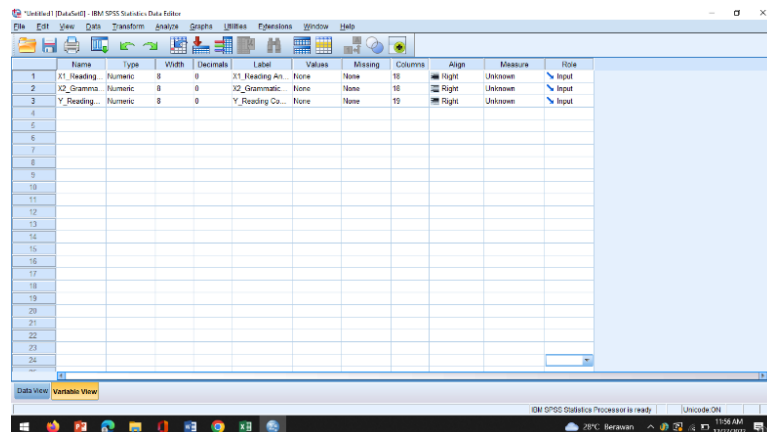 *Untitled1 [DataSet0] - IBM SPSS Statistics Data Editor
File Edit View Data Transform Analyze Graphs Utilities Extensions Window Help
Name Type Width Decimals Label Values Missing Columns Align Measure Role
1 X1_Reading... Numeric 8 0 X1_Reading An... None None 18 Right Unknown Input
2 X2_Gramma... Numeric 8 0 X2_Grammatic... None None 18 Right Unknown Input
3 Y_Reading... Numeric 8 0 Y_Reading Co... None None 19 Right Unknown Input
4
5
6
7
8
9
10
11
12
13
14
15
16
17
18
19
20
21
22
23
24
Data View Variable View
IBM SPSS Statistics Processor is ready Unicode:ON
28°C Berawan 11:56 AM